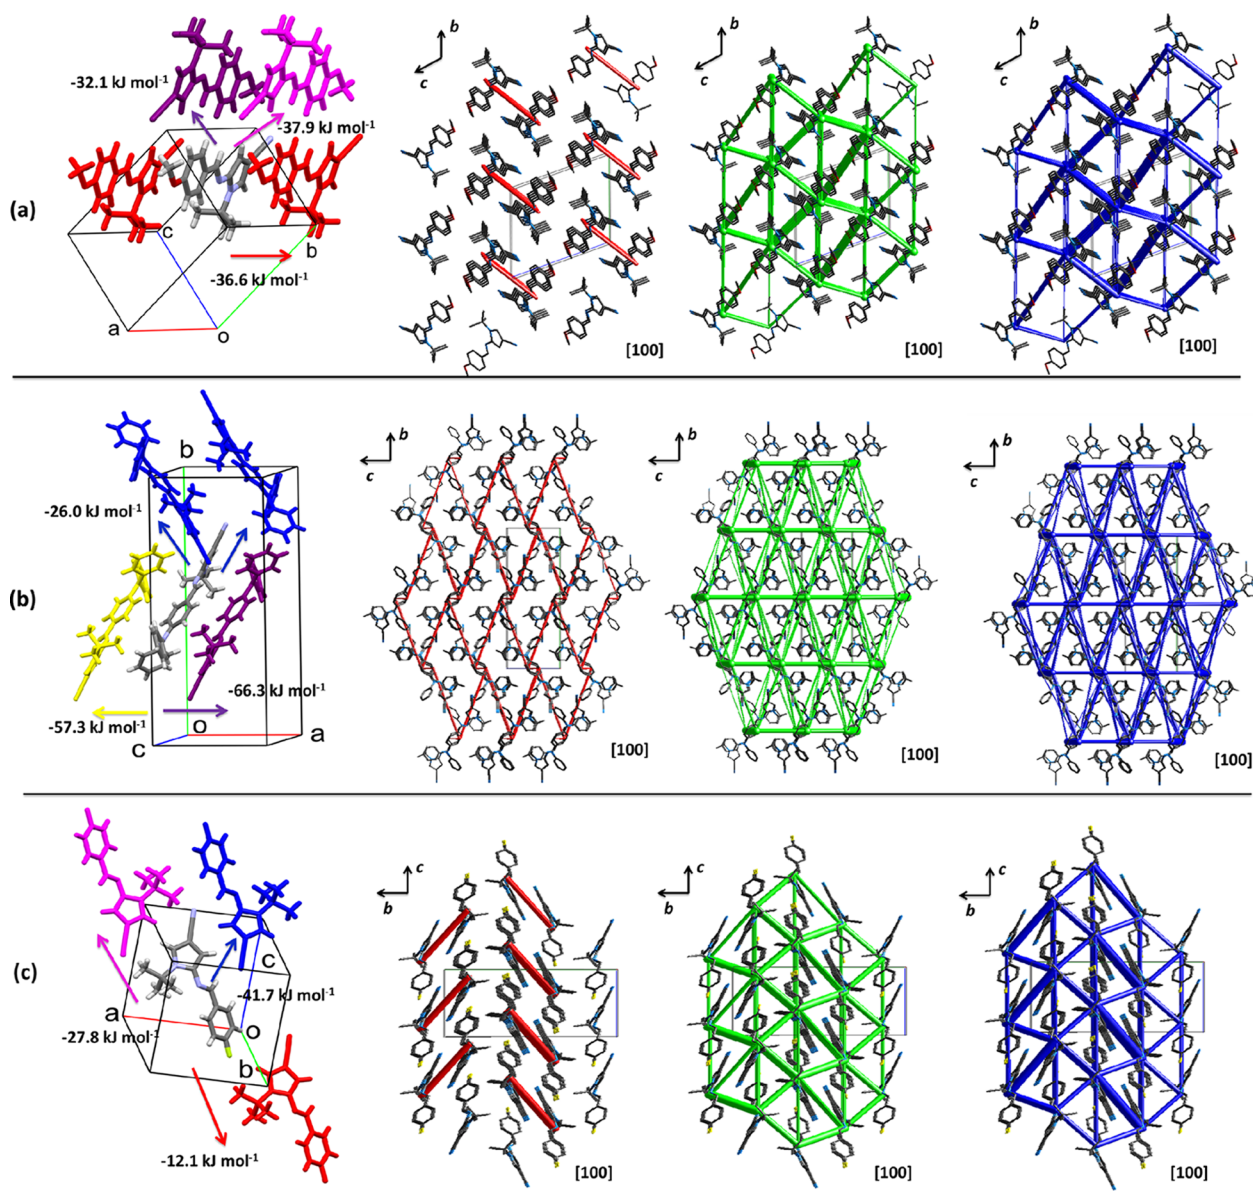 (a)
-32.1 kJ mol-1
-37.9 kJ mol-1
c
b
a
o
-36.6 kJ mol-1
b
c
[100]
b
c
[100]
b
c
[100]
(b)
b
-26.0 kJ mol-1
-66.3 kJ mol-1
-57.3 kJ mol-1
o
a
c
b
c
[100]
b
c
[100]
b
c
[100]
(c)
c
-41.7 kJ mol-1
a
o
-27.8 kJ mol-1
b
-12.1 kJ mol-1
c
b
[100]
c
b
[100]
c
b
[100]